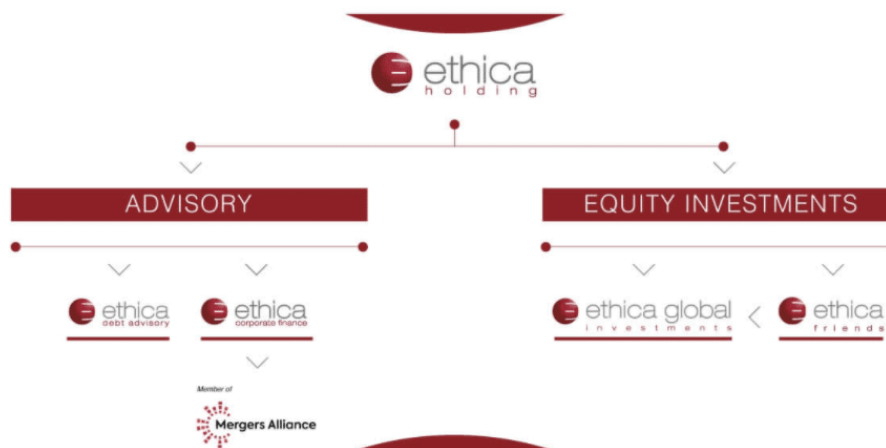 ethica
holding
ADVISORY
EQUITY INVESTMENTS
ethica
debt advisory
ethica
corporate finance
ethica global
investments
ethica
friends
Member of
Mergers Alliance